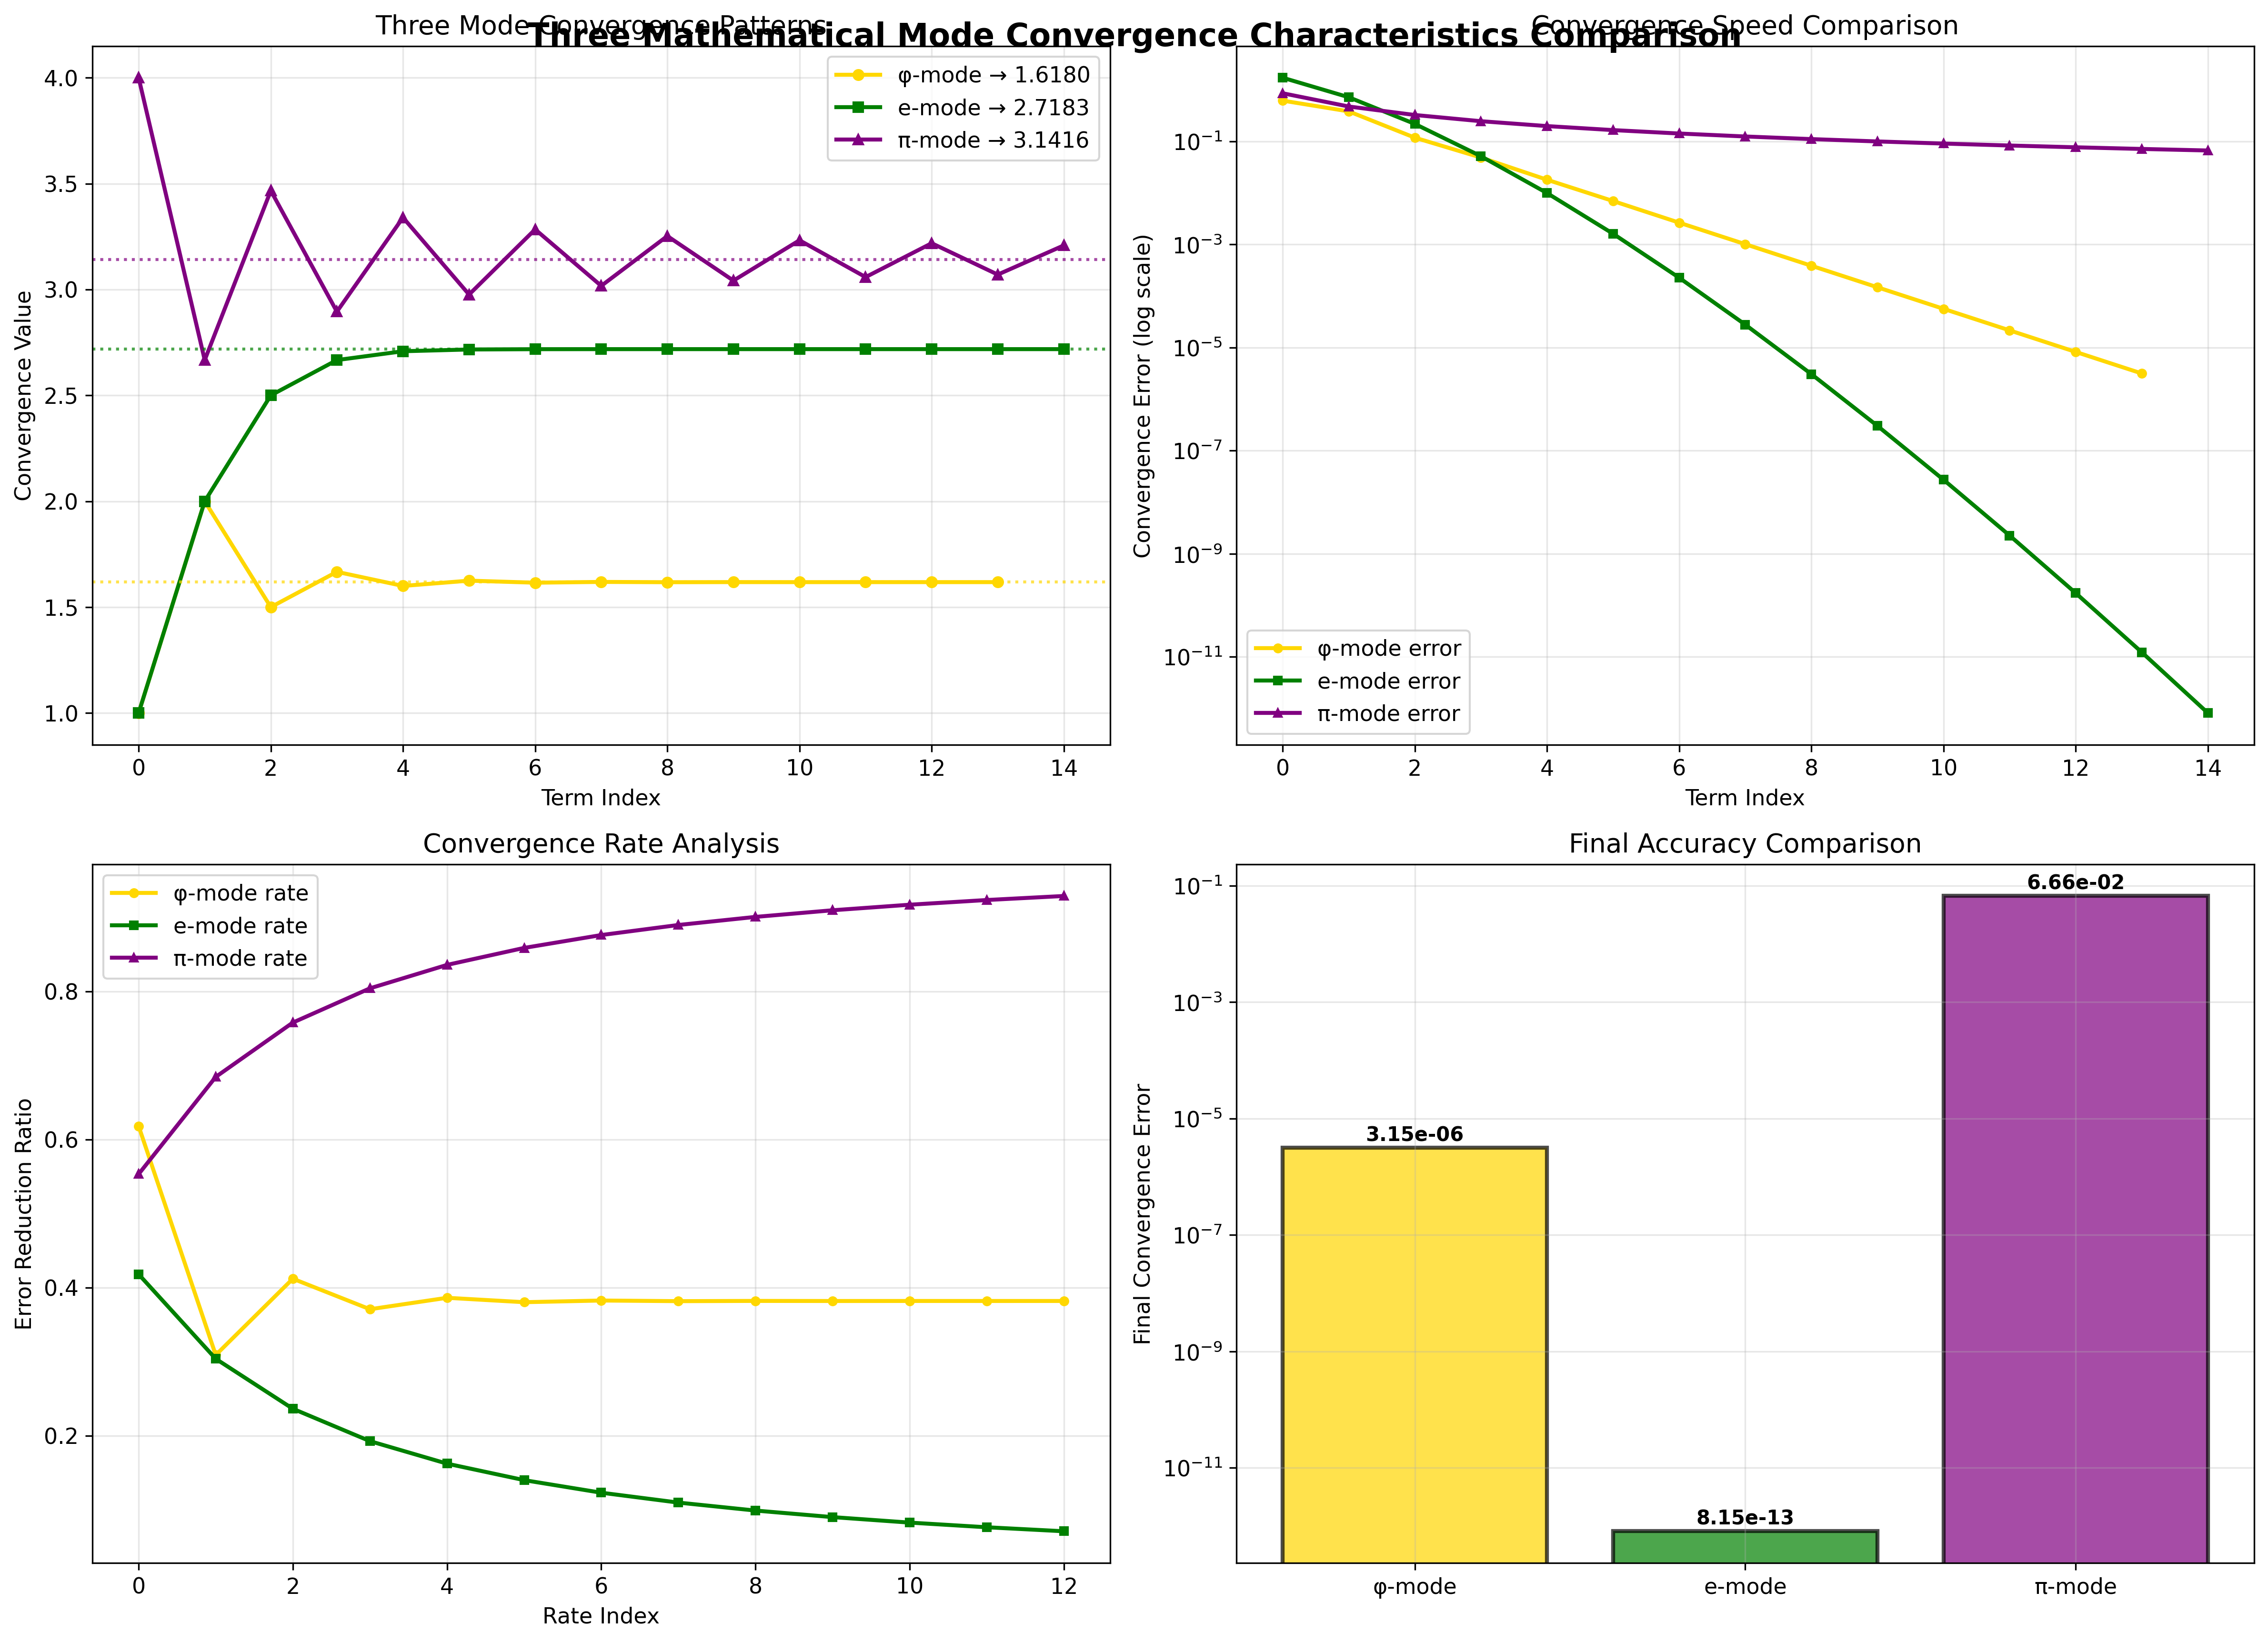 Three Mathematical Mode Convergence Characteristics Comparison
Three Mode Convergence Patterns
Convergence Value
4.0
3.5
3.0
2.5
2.0
1.5
1.0
φ-mode → 1.6180
e-mode → 2.7183
π-mode → 3.1416
0 2 4 6 8 10 12 14
Term Index
Convergence Speed Comparison
Convergence Error (log scale)
10⁻¹
10⁻³
10⁻⁵
10⁻⁷
10⁻⁹
10⁻¹¹
φ-mode error
e-mode error
π-mode error
0 2 4 6 8 10 12 14
Term Index
Convergence Rate Analysis
Error Reduction Ratio
φ-mode rate
e-mode rate
π-mode rate
0.8
0.6
0.4
0.2
0 2 4 6 8 10 12
Rate Index
Final Accuracy Comparison
Final Convergence Error
10⁻¹
10⁻³
10⁻⁵
10⁻⁷
10⁻⁹
10⁻¹¹
3.15e-06
8.15e-13
6.66e-02
φ-mode e-mode π-mode